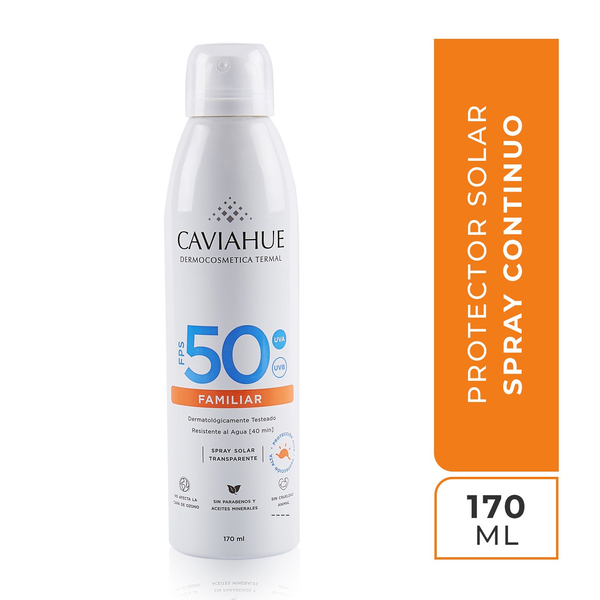 CAVIAHUE
DERMOCOSMETICA TERMAL
FPS 50
UVA
UVB
FAMILIAR
Dermatológicamente Testeado
Resistente al Agua [40 min]
SPRAY SOLAR
TRANSPARENTE
NO AFECTA LA
CAPA DE OZONO
SIN PARABENOS Y
ACEITES MINERALES
SIN CRUELDAD
ANIMAL
170 ml
PROTECTOR SOLAR
SPRAY CONTINUO
170
ML